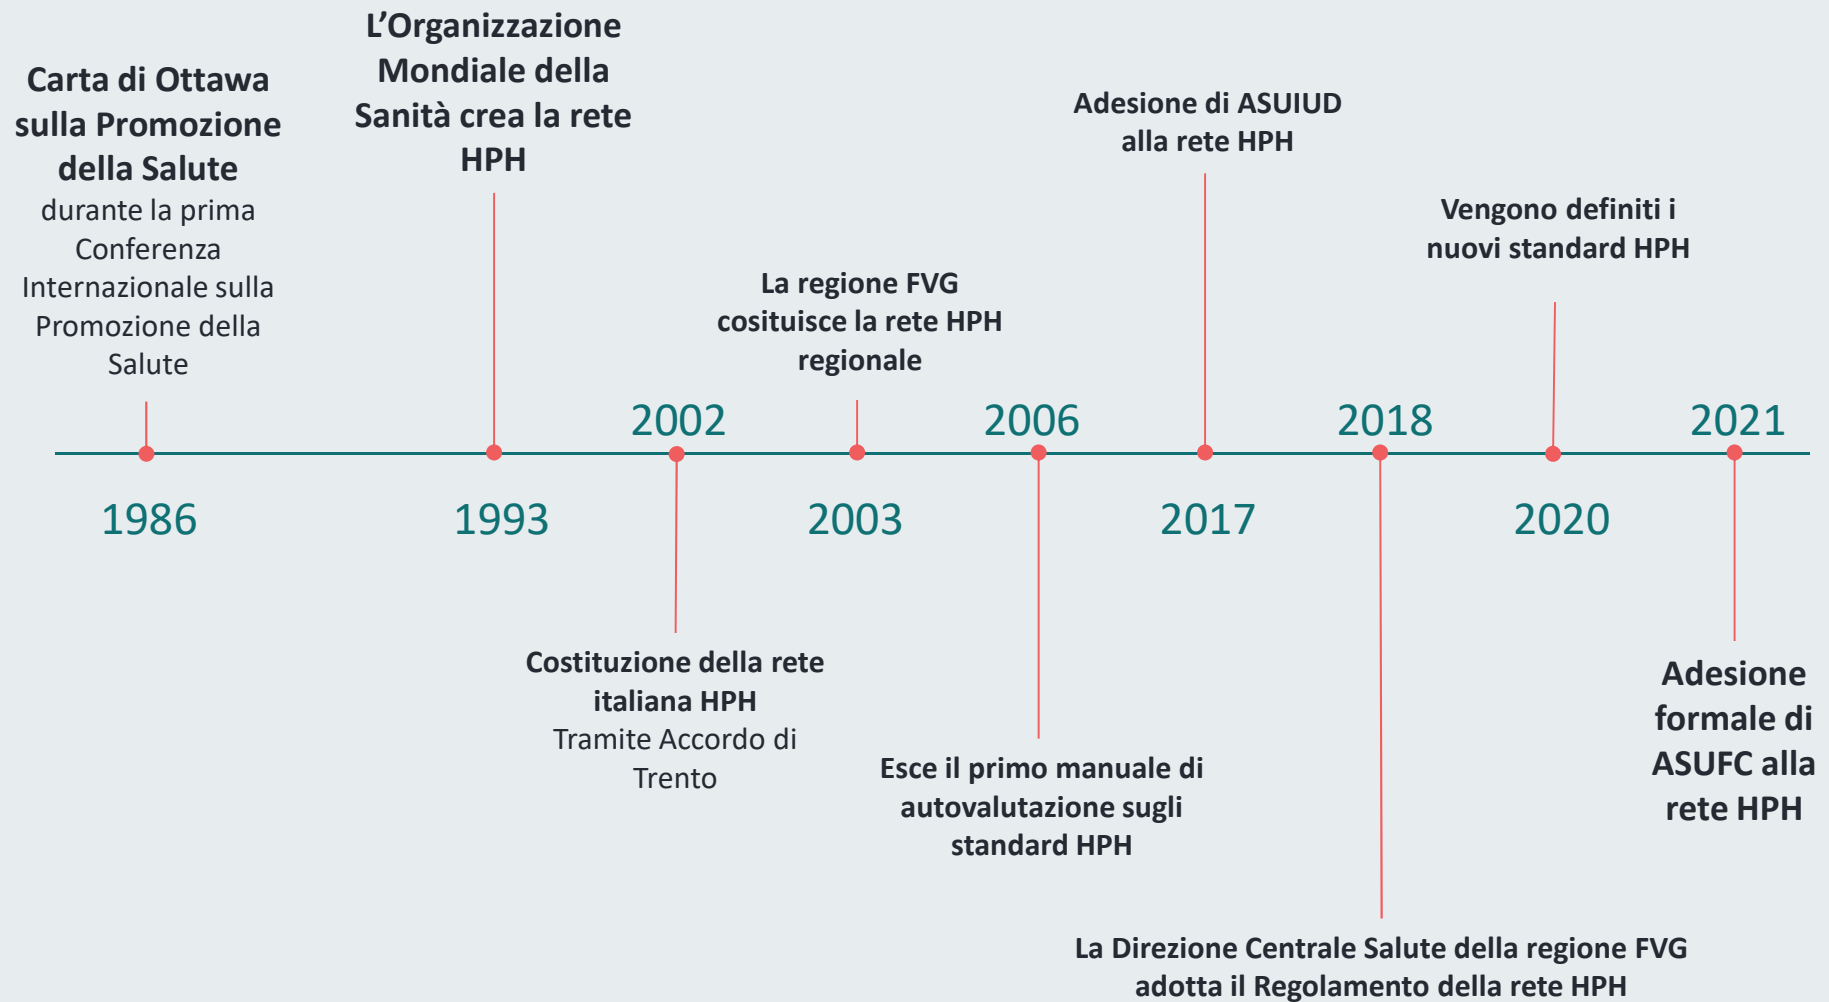 Carta di Ottawa
sulla Promozione
della Salute
durante la prima
Conferenza
Internazionale sulla
Promozione della
Salute
1986
L’Organizzazione
Mondiale della
Sanità crea la rete
HPH
1993
2002
Costituzione della rete
italiana HPH
Tramite Accordo di
Trento
La regione FVG
cosituisce la rete HPH
regionale
2003
2006
Esce il primo manuale di
autovalutazione sugli
standard HPH
Adesione di ASUIUD
alla rete HPH
2017
2018
La Direzione Centrale Salute della regione FVG
adotta il Regolamento della rete HPH
Vengono definiti i
nuovi standard HPH
2020
2021
Adesione
formale di
ASUFC alla
rete HPH